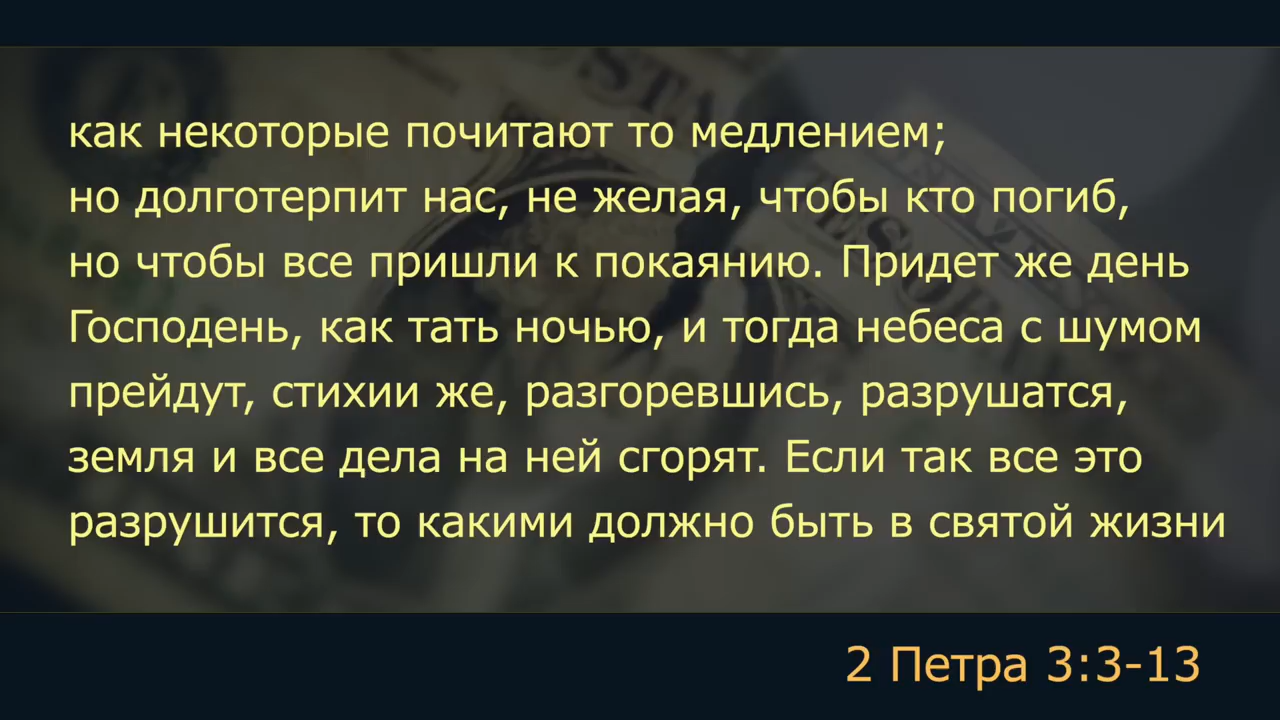 как некоторые почитают то медлением;
но долготерпит нас, не желая, чтобы кто погиб,
но чтобы все пришли к покаянию. Придет же день
Господень, как тать ночью, и тогда небеса с шумом
прейдут, стихии же, разгоревшись, разрушатся,
земля и все дела на ней сгорят. Если так все это
разрушится, то какими должно быть в святой жизни
2 Петра 3:3-13